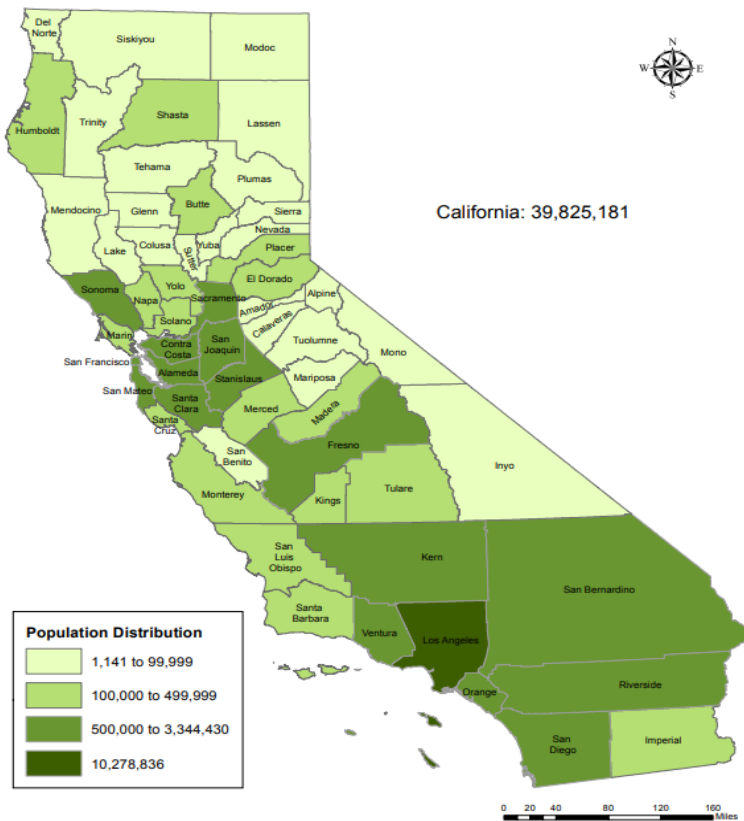 Del
Norte
Siskiyou
Modoc
N
W
E
S
Humboldt
Trinity
Shasta
Lassen
Tehama
Plumas
Mendocino
Glenn
Butte
Sierra
California: 39,825,181
Nevada
Lake
Colusa
Sutter
Yuba
Placer
Sonoma
Napa
Yolo
Sacramento
El Dorado
Alpine
Amador
Solano
Calaveras
Marin
Contra
Costa
San
Joaquin
Tuolumne
Mono
San Francisco
Alameda
Stanislaus
Mariposa
San Mateo
Santa
Clara
Merced
Madera
Santa
Cruz
San
Benito
Fresno
Inyo
Monterey
Kings
Tulare
San
Luis
Obispo
Kern
San Bernardino
Santa
Barbara
Ventura
Los Angeles
Orange
Riverside
San
Diego
Imperial
Population Distribution
1,141 to 99,999
100,000 to 499,999
500,000 to 3,344,430
10,278,836
0 20 40 80 120 160
Miles